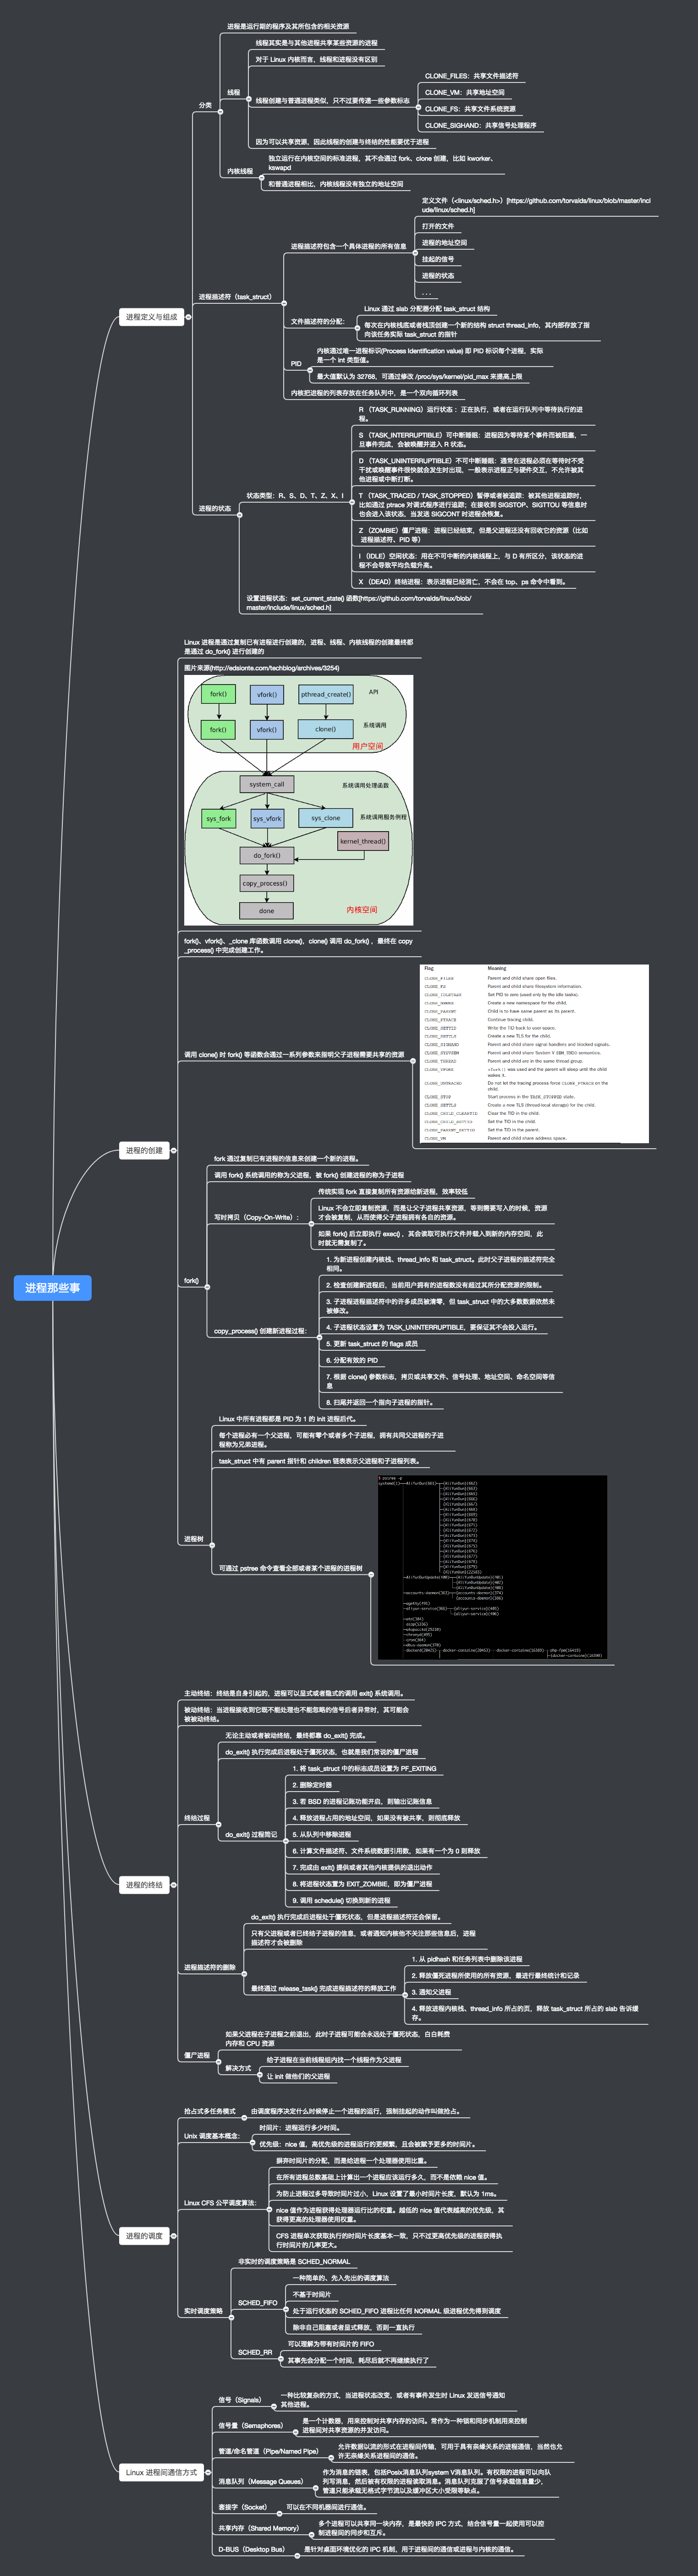 进程是运行期的程序及其所包含的相关资源
线程其实是与其他进程共享某些资源的进程
对于 Linux 内核而言，线程和进程没有区别
线程
CLONE_FILES：共享文件描述符
CLONE_VM：共享地址空间
分类
线程创建与普通进程类似，只不过要传递一些参数标志
CLONE_FS：共享文件系统资源
CLONE_SIGHAND：共享信号处理程序
因为可以共享资源，因此线程的创建与终结的性能要优于进程
独立运行在内核空间的标准进程，其不会通过 fork、clone 创建，比如 kworker、
kswapd
内核线程
和普通进程相比，内核线程没有独立的地址空间
定义文件（<linux/sched.h>）[https://github.com/torvalds/linux/blob/master/incl
ude/linux/sched.h]
打开的文件
进程描述符包含一个具体进程的所有信息
进程的地址空间
挂起的信号
进程的状态
. . .
进程描述符（task_struct）
进程定义与组成
Linux 通过 slab 分配器分配 task_struct 结构
文件描述符的分配：
每次在内核栈底或者栈顶创建一个新的结构 struct thread_info，其内部存放了指
向该任务实际 task_struct 的指针
内核通过唯一进程标识(Process Identification value) 即 PID 标识每个进程，实际
是一个 int 类型值。
PID
最大值默认为 32768，可通过修改 /proc/sys/kernel/pid_max 来提高上限
内核把进程的列表存放在任务队列中，是一个双向循环列表
R （TASK_RUNNING）运行状态 ：正在执行，或者在运行队列中等待执行的进
程。
S （TASK_INTERRUPTIBLE）可中断睡眠：进程因为等待某个事件而被阻塞，一
旦事件完成，会被唤醒并进入 R 状态。
D （TASK_UNINTERRUPTIBLE）不可中断睡眠：通常在进程必须在等待时不受
干扰或唤醒事件很快就会发生时出现，一般表示进程正与硬件交互，不允许被其
他进程或中断打断。
状态类型：R、S、D、T、Z、X、I
T （TASK_TRACED / TASK_STOPPED）暂停或者被追踪：被其他进程追踪时，
比如通过 ptrace 对调式程序进行追踪；在接收到 SIGSTOP、SIGTTOU 等信息时
也会进入该状态，当发送 SIGCONT 时进程会恢复。
进程的状态
Z （ZOMBIE）僵尸进程：进程已经结束，但是父进程还没有回收它的资源（比如
进程描述符、PID 等）
I （IDLE）空闲状态：用在不可中断的内核线程上，与 D 有所区分，该状态的进
程不会导致平均负载升高。
X （DEAD）终结进程：表示进程已经消亡，不会在 top、ps 命令中看到。
设置进程状态：set_current_state() 函数[https://github.com/torvalds/linux/blob/
master/include/linux/sched.h]
Linux 进程是通过复制已有进程进行创建的，进程、线程、内核线程的创建最终都
是通过 do_fork() 进行创建的
图片来源(http://edsionte.com/techblog/archives/3254)
fork()
vfork()
pthread_create()
API
fork()
vfork()
clone()
系统调用
用户空间
system_call
系统调用处理函数
sys_fork
sys_vfork
sys_clone
系统调用服务例程
kernel_thread()
do_fork()
copy_process()
done
内核空间
fork()、vfork()、_clone 库函数调用 clone()，clone() 调用 do_fork() ，最终在 copy
_process() 中完成创建工作。
Flag Meaning
CLONE_FILES Parent and child share open files.
CLONE_FS Parent and child share filesystem information.
CLONE_IDLETASK Set PID to zero (used only by the idle tasks).
CLONE_NEWNS Create a new namespace for the child.
CLONE_PARENT Child is to have same parent as its parent.
CLONE_PTRACE Continue tracing child.
CLONE_SETTID Write the TID back to user-space.
CLONE_SETTLS Create a new TLS for the child.
CLONE_SIGHAND Parent and child share signal handlers and blocked signals.
CLONE_SYSVSEM Parent and child share System V SEM_UNDO semantics.
CLONE_THREAD Parent and child are in the same thread group.
CLONE_VFORK vfork() was used and the parent will sleep until the child
wakes it.
CLONE_UNTRACED Do not let the tracing process force CLONE_PTRACE on the
child.
CLONE_STOP Start process in the TASK_STOPPED state.
CLONE_SETTLS Create a new TLS (thread-local storage) for the child.
CLONE_CHILD_CLEARTID Clear the TID in the child.
CLONE_CHILD_SETTID Set the TID in the child.
CLONE_PARENT_SETTID Set the TID in the parent.
CLONE_VM Parent and child share address space.
调用 clone() 时 fork() 等函数会通过一系列参数来指明父子进程需要共享的资源
进程的创建
fork 通过复制已有进程的信息来创建一个新的进程。
调用 fork() 系统调用的称为父进程，被 fork() 创建进程的称为子进程
传统实现 fork 直接复制所有资源给新进程，效率较低
写时拷贝（Copy-On-Write）：
Linux 不会立即复制资源，而是让父子进程共享资源，等到需要写入的时候，资源
才会被复制，从而使得父子进程拥有各自的资源。
如果 fork() 后立即执行 exec() ，其会读取可执行文件并载入到新的内存空间，此
时就无需复制了。
fork()
1. 为新进程创建内核栈、thread_info 和 task_struct。此时父子进程的描述符完全
相同。
2. 检查创建新进程后，当前用户拥有的进程数没有超过其所分配资源的限制。
3. 子进程进程描述符中的许多成员被清零，但 task_struct 中的大多数数据依然未
被修改。
copy_process() 创建新进程过程：
4. 子进程状态设置为 TASK_UNINTERRUPTIBLE，要保证其不会投入运行。
5. 更新 task_struct 的 flags 成员
6. 分配有效的 PID
7. 根据 clone() 参数标志，拷贝或共享文件、信号处理、地址空间、命名空间等信
息
8. 扫尾并返回一个指向子进程的指针。
进程那些事
Linux 中所有进程都是 PID 为 1 的 init 进程后代。
每个进程必有一个父进程，可能有零个或者多个子进程，拥有共同父进程的子进
程称为兄弟进程。
task_struct 中有 parent 指针和 children 链表表示父进程和子进程列表。
进程树
可通过 pstree 命令查看全部或者某个进程的进程树
$ pstree -p
主动终结：终结是自身引起的，进程可以显式或者隐式的调用 exit() 系统调用。
被动终结：当进程接收到它既不能处理也不能忽略的信号后者异常时，其可能会
被被动终结。
无论主动或者被动终结，最终都靠 do_exit() 完成。
do_exit() 执行完成后进程处于僵死状态，也就是我们常说的僵尸进程
1. 将 task_struct 中的标志成员设置为 PF_EXITING
2. 删除定时器
3. 若 BSD 的进程记账功能开启，则输出记账信息
终结过程
4. 释放进程占用的地址空间，如果没有被共享，则彻底释放
do_exit() 过程简记
5. 从队列中移除进程
6. 计算文件描述符、文件系统数据引用数，如果有一个为 0 则释放
7. 完成由 exit() 提供或者其他内核提供的退出动作
8. 将进程状态置为 EXIT_ZOMBIE，即为僵尸进程
9. 调用 schedule() 切换到新的进程
进程的终结
do_exit() 执行完成后进程处于僵死状态，但是进程描述符还会保留。
只有父进程或者已终结子进程的信息，或者通知内核他不关注那些信息后，进程
描述符才会被删除
进程描述符的删除
1. 从 pidhash 和任务列表中删除该进程
2. 释放僵死进程所使用的所有资源，最进行最终统计和记录
最终通过 release_task() 完成进程描述符的释放工作
3. 通知父进程
4. 释放进程内核栈、thread_info 所占的页，释放 task_struct 所占的 slab 告诉缓
存。
如果父进程在子进程之前退出，此时子进程可能会永远处于僵死状态，白白耗费
内存和 CPU 资源
僵尸进程
给子进程在当前线程组内找一个线程作为父进程
解决方式
让 init 做他们的父进程
抢占式多任务模式
由调度程序决定什么时候停止一个进程的运行，强制挂起的动作叫做抢占。
时间片：进程运行多少时间。
Unix 调度基本概念：
优先级：nice 值，高优先级的进程运行的更频繁，且会被赋予更多的时间片。
摒弃时间片的分配，而是给进程一个处理器使用比重。
在所有进程总数基础上计算出一个进程应该运行多久，而不是依赖 nice 值。
为防止进程过多导致时间片过小，Linux 设置了最小时间片长度，默认为 1ms。
Linux CFS 公平调度算法：
nice 值作为进程获得处理器运行比的权重。越低的 nice 值代表越高的优先级，其
获得更高的处理器使用权重。
进程的调度
CFS 进程单次获取执行的时间片长度基本一致，只不过更高优先级的进程获得执
行时间片的几率更大。
非实时的调度策略是 SCHED_NORMAL
一种简单的、先入先出的调度算法
不基于时间片
SCHED_FIFO
处于运行状态的 SCHED_FIFO 进程比任何 NORMAL 级进程优先得到调度
实时调度策略
除非自己阻塞或者显式释放，否则一直执行
可以理解为带有时间片的 FIFO
SCHED_RR
其事先会分配一个时间，耗尽后就不再继续执行了
信号（Signals）
一种比较复杂的方式，当进程状态改变，或者有事件发生时 Linux 发送信号通知
其他进程。
信号量（Semaphores）
是一个计数器，用来控制对共享内存的访问。常作为一种锁和同步机制用来控制
进程间对共享资源的并发访问。
管道/命名管道（Pipe/Named Pipe）
允许数据以流的形式在进程间传输，可用于具有亲缘关系的进程通信，当然也允
许无亲缘关系进程间的通信。
Linux 进程间通信方式
消息队列（Message Queues）
作为消息的链表，包括Posix消息队列system V消息队列。有权限的进程可以向队
列写消息，然后被有权限的进程读取消息。消息队列克服了信号承载信息量少，
管道只能承载无格式字节流以及缓冲区大小受限等缺点。
套接字（Socket）
可以在不同机器间进行通信。
共享内存（Shared Memory）
多个进程可以共享同一块内存，是最快的 IPC 方式，结合信号量一起使用可以控
制进程间的同步和互斥。
D-BUS（Desktop Bus）
是针对桌面环境优化的 IPC 机制，用于进程间的通信或进程与内核的通信。